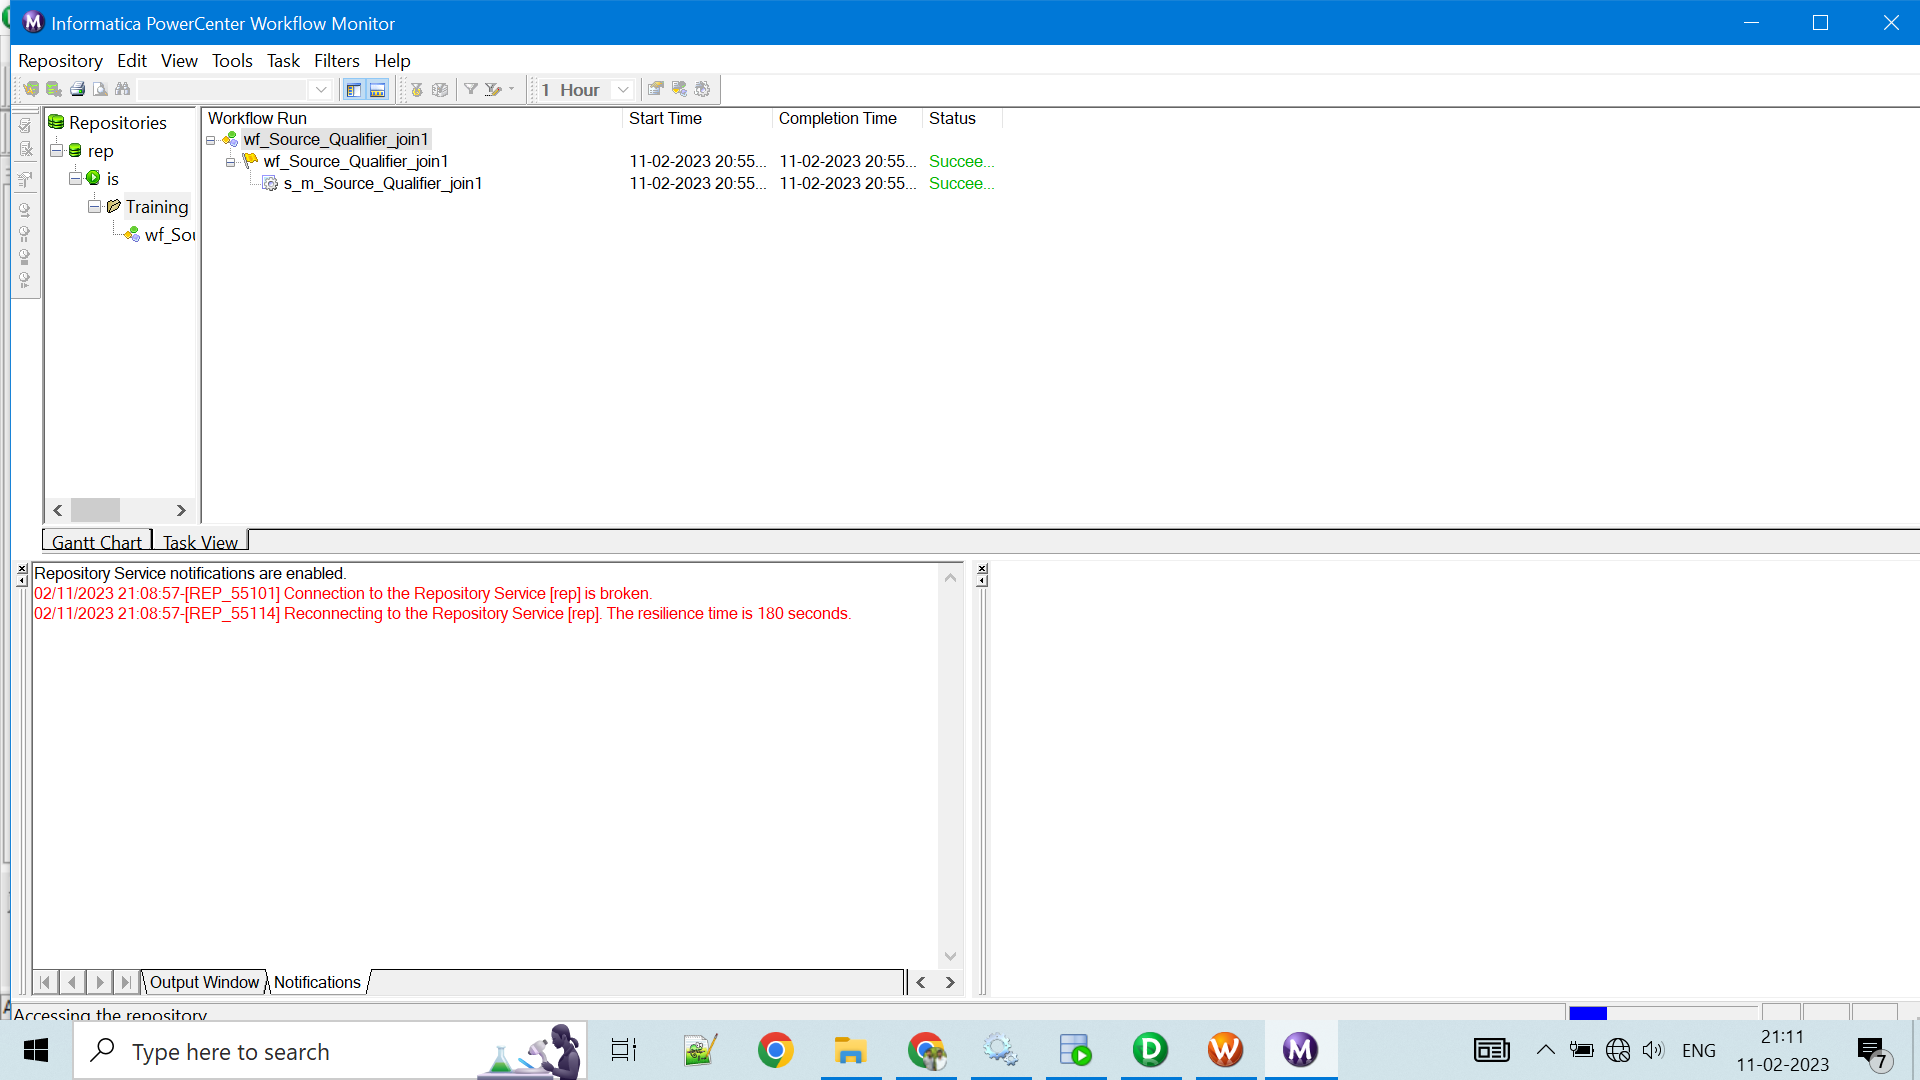 Informatica PowerCenter Workflow Monitor
Repository Edit View Tools Task Filters Help
1 Hour
Repositories
rep
is
Training
wf_Sou
Workflow Run Start Time Completion Time Status
wf_Source_Qualifier_join1
wf_Source_Qualifier_join1 11-02-2023 20:55... 11-02-2023 20:55... Succee...
s_m_Source_Qualifier_join1 11-02-2023 20:55... 11-02-2023 20:55... Succee...
Gantt Chart Task View
Repository Service notifications are enabled.
02/11/2023 21:08:57-[REP_55101] Connection to the Repository Service [rep] is broken.
02/11/2023 21:08:57-[REP_55114] Reconnecting to the Repository Service [rep]. The resilience time is 180 seconds.
Output Window Notifications
Accessing the repository
Type here to search
D W M
ENG
21:11
11-02-2023
7